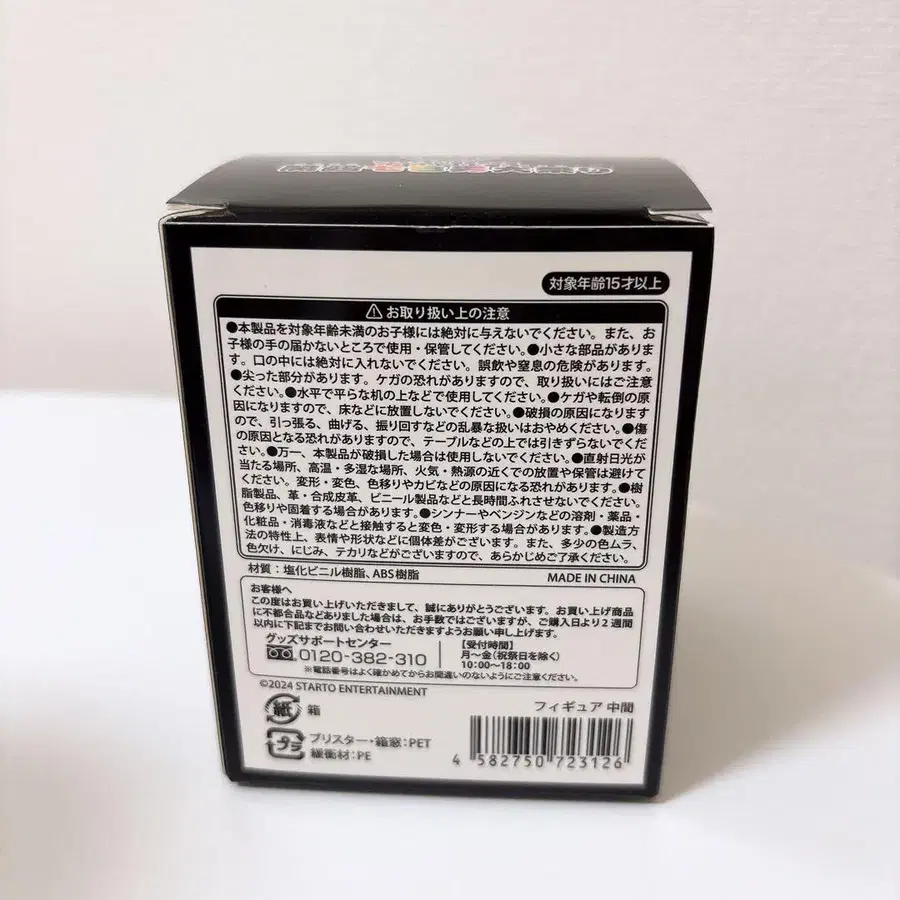 対象年齢15才以上
⚠お取り扱い上の注意
●本製品を対象年齢未満のお子様には絶対に与えないでください。また、お
子様の手の届かないところで使用・保管してください。●小さな部品がありま
す。口の中には絶対に入れないでください。誤飲や窒息の危険があります。
●尖った部分があります。ケガの恐れがありますので、取り扱いにはご注意
ください。●水平で平らな机の上などで使用してください。●ケガや転倒の原
因になりますので、床などに放置しないでください。●破損の原因になります
ので、引っ張る、曲げる、振り回すなどの乱暴な扱いはおやめください。●傷
の原因となる恐れがありますので、テーブルなどの上では引きずらないでくだ
さい。●万一、本製品が破損した場合は使用しないでください。●直射日光が
当たる場所、高温・多湿な場所、火気・熱源の近くでの放置や保管は避けて
ください。変形・変色、色移りやカビなどの原因になる恐れがあります。●樹
脂製品、革・合成皮革、ビニール製品などと長時間ふれさせないでください。
色移りや固着する場合があります。●シンナーやベンジンなどの溶剤・薬品・
化粧品・消毒液などと接触すると変色・変形する場合があります。●製造方
法の特性上、表情や形状などに個体差がございます。また、多少の色ムラ、
色欠け、にじみ、テカリなどがございますので、あらかじめご了承ください。
材質：塩化ビニル樹脂、ABS樹脂 MADE IN CHINA
お客様へ
この度はお買い上げいただきまして、誠にありがとうございます。お買い上げ商品
に不都合品などありました場合は、お手数ではございますが、ご購入日より2週間
以内に下記までお問い合わせいただきますようお願い申し上げます。
グッズサポートセンター
0120-382-310
【受付時間】
月～金(祝祭日を除く)
10:00～18:00
※電話番号はよく確かめてからお間違いのないようにご注意ください。
©2024 STARTO ENTERTAINMENT
紙 箱
フィギュア 中間
プラ ブリスター・箱窓：PET
緩衝材：PE
4 582750 723126